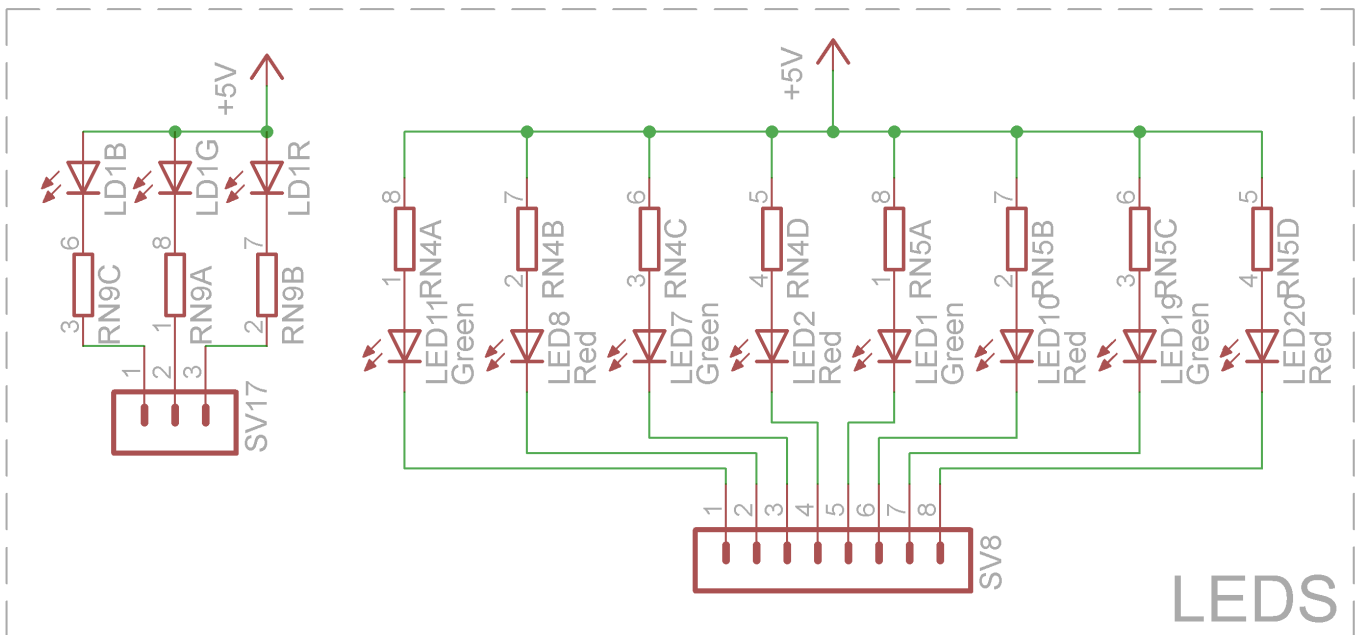 +5V
+5V
LD1B
LD1G
LD1R
8
7
6
5
8
7
6
5
RN4A
RN4B
RN4C
RN4D
RN5A
RN5B
RN5C
RN5D
6
8
7
RN9C
RN9A
RN9B
1
2
3
4
1
2
3
4
3
1
2
LED11
Green
LED8
Red
LED7
Green
LED2
Red
LED1
Green
LED10
Red
LED19
Green
LED20
Red
1
2
3
SV17
1
2
3
4
5
6
7
8
SV8
LEDS